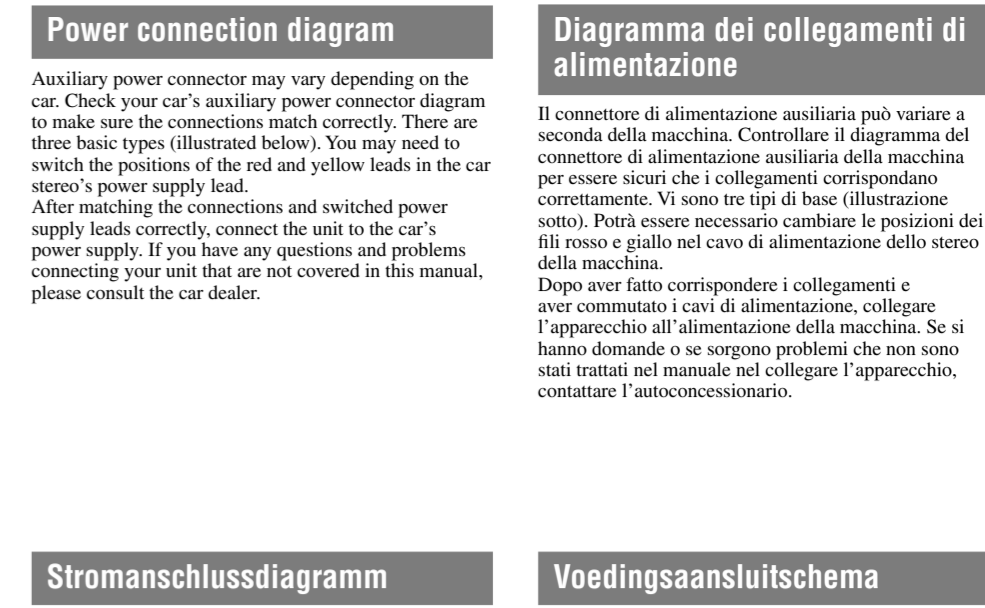 Power connection diagram
Auxiliary power connector may vary depending on the
car. Check your car's auxiliary power connector diagram
to make sure the connections match correctly. There are
three basic types (illustrated below). You may need to
switch the positions of the red and yellow leads in the car
stereo's power supply lead.
After matching the connections and switched power
supply leads correctly, connect the unit to the car's
power supply. If you have any questions and problems
connecting your unit that are not covered in this manual,
please consult the car dealer.
Diagramma dei collegamenti di
alimentazione
Il connettore di alimentazione ausiliaria può variare a
seconda della macchina. Controllare il diagramma del
connettore di alimentazione ausiliaria della macchina
per essere sicuri che i collegamenti corrispondano
correttamente. Vi sono tre tipi di base (illustrazione
sotto). Potrà essere necessario cambiare le posizioni dei
fili rosso e giallo nel cavo di alimentazione dello stereo
della macchina.
Dopo aver fatto corrispondere i collegamenti e
aver commutato i cavi di alimentazione, collegare
l'apparecchio all'alimentazione della macchina. Se si
hanno domande o se sorgono problemi che non sono
stati trattati nel manuale nel collegare l'apparecchio,
contattare l'autoconcessionario.
Stromanschlussdiagramm
Voedingsaansluitschema